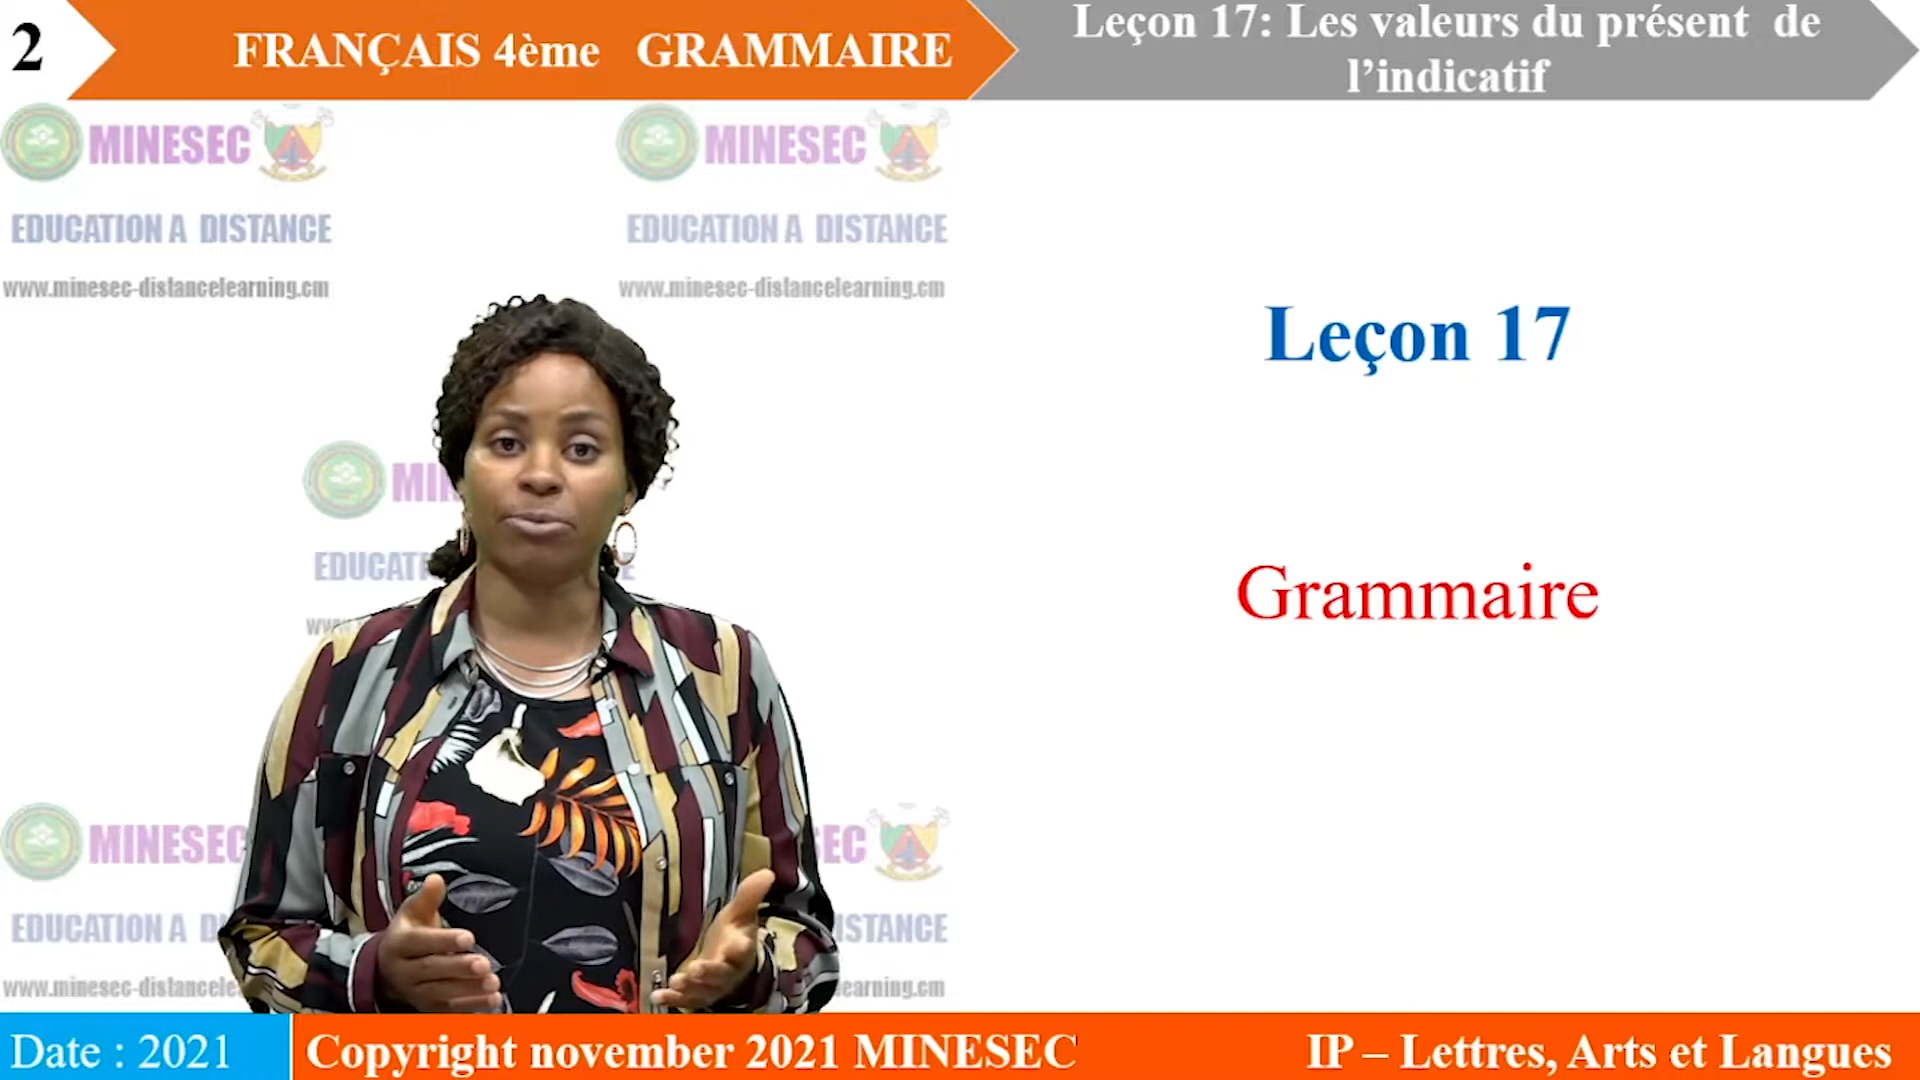 2
FRANÇAIS 4ème GRAMMAIRE
Leçon 17: Les valeurs du présent de
l’indicatif
MINESEC
EDUCATION A DISTANCE
www.minesec-distancelearning.cm
MINESEC
EDUCATION A DISTANCE
www.minesec-distancelearning.cm
Leçon 17
Grammaire
MINESEC
Date : 2021
Copyright november 2021 MINESEC
IP – Lettres, Arts et Langues